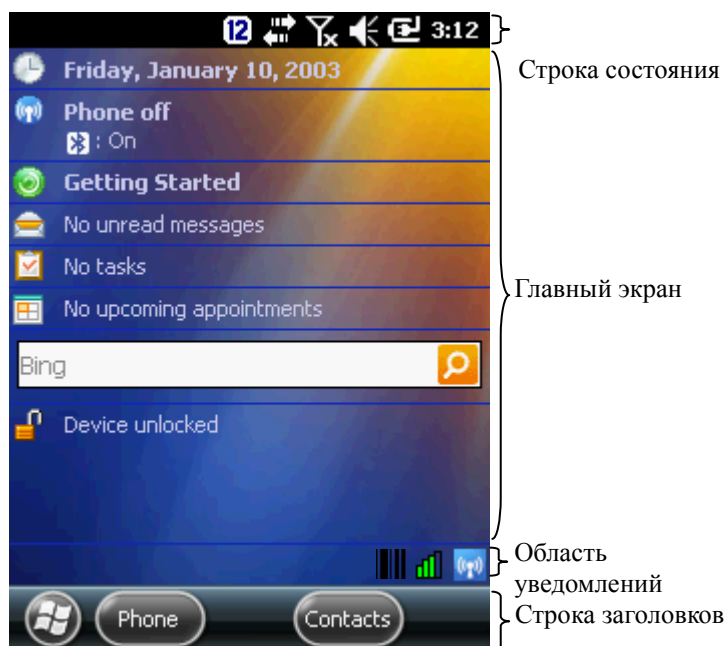 12 3:12
Строка состояния
Friday, January 10, 2003
Phone off
: On
Getting Started
No unread messages
No tasks
Главный экран
No upcoming appointments
Bing
Device unlocked
Область
уведомлений
Phone
Contacts
Строка заголовков